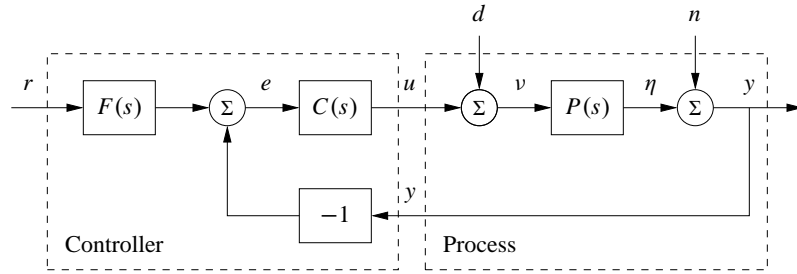 d
n
r
F(s)
Σ
e
C(s)
u
Σ
ν
P(s)
η
Σ
y
−1
y
Controller
Process